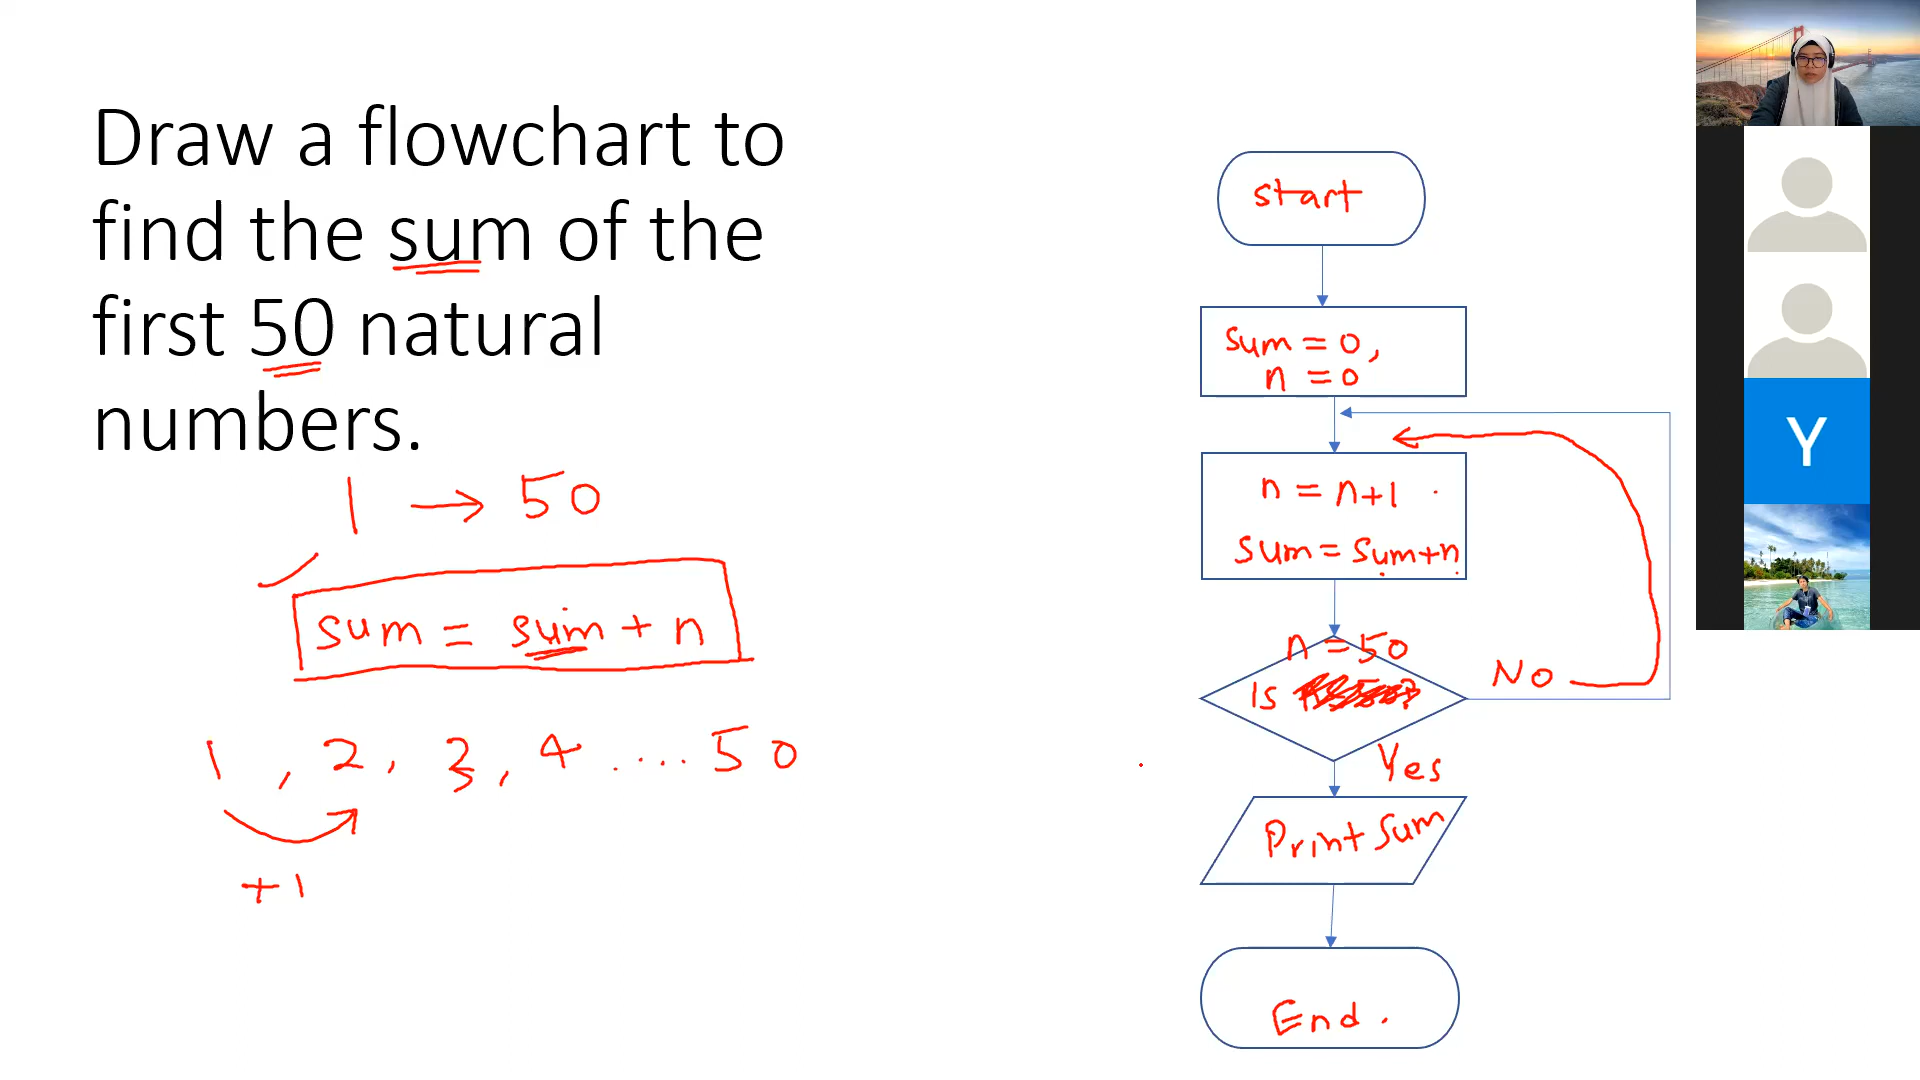 Draw a flowchart to
find the sum of the
first 50 natural
numbers.
1 → 50
sum = sum + n
1 , 2 , 3 , 4 .... 50
+1
start
sum = 0,
n = 0
n = n+1
sum = sum+n
n = 50
Is
No
Yes
Print Sum
End.
Y